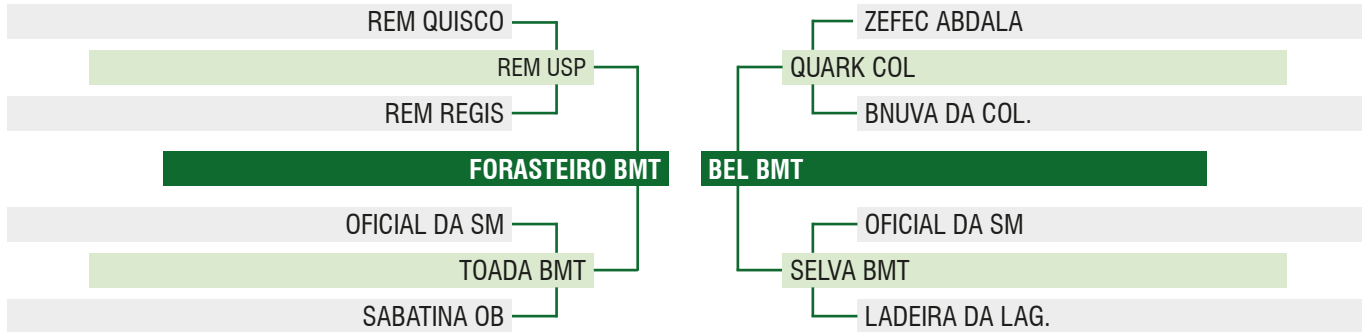 REM QUISCO
REM USP
REM REGIS
FORASTEIRO BMT
OFICIAL DA SM
TOADA BMT
SABATINA OB
ZEFEC ABDALA
QUARK COL
BNUVA DA COL.
BEL BMT
OFICIAL DA SM
SELVA BMT
LADEIRA DA LAG.